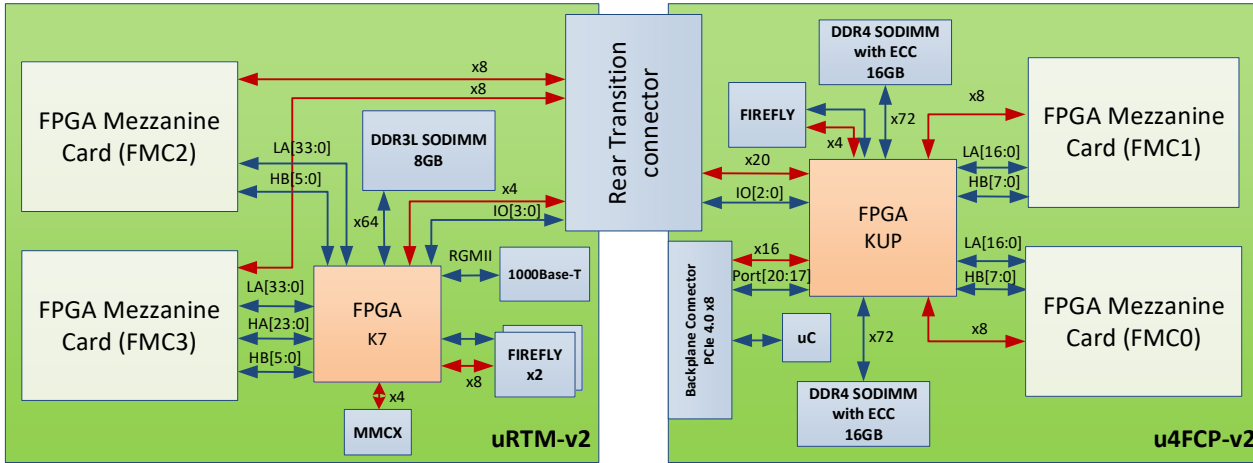 FPGA Mezzanine
Card (FMC2)
x8
x8
LA[33:0]
HB[5:0]
DDR3L SODIMM
8GB
x64
x4
IO[3:0]
RGMII
1000Base-T
FPGA Mezzanine
Card (FMC3)
LA[33:0]
HA[23:0]
HB[5:0]
FPGA
K7
FIREFLY
x2
x8
x4
MMCX
uRTM-v2
Rear Transition
connector
DDR4 SODIMM
with ECC
16GB
FIREFLY
x4
x72
x8
x20
IO[2:0]
FPGA
KUP
LA[16:0]
HB[7:0]
FPGA Mezzanine
Card (FMC1)
Backplane Connector
PCIe 4.0 x8
x16
Port[20:17]
uC
x72
LA[16:0]
HB[7:0]
x8
FPGA Mezzanine
Card (FMC0)
DDR4 SODIMM
with ECC
16GB
u4FCP-v2